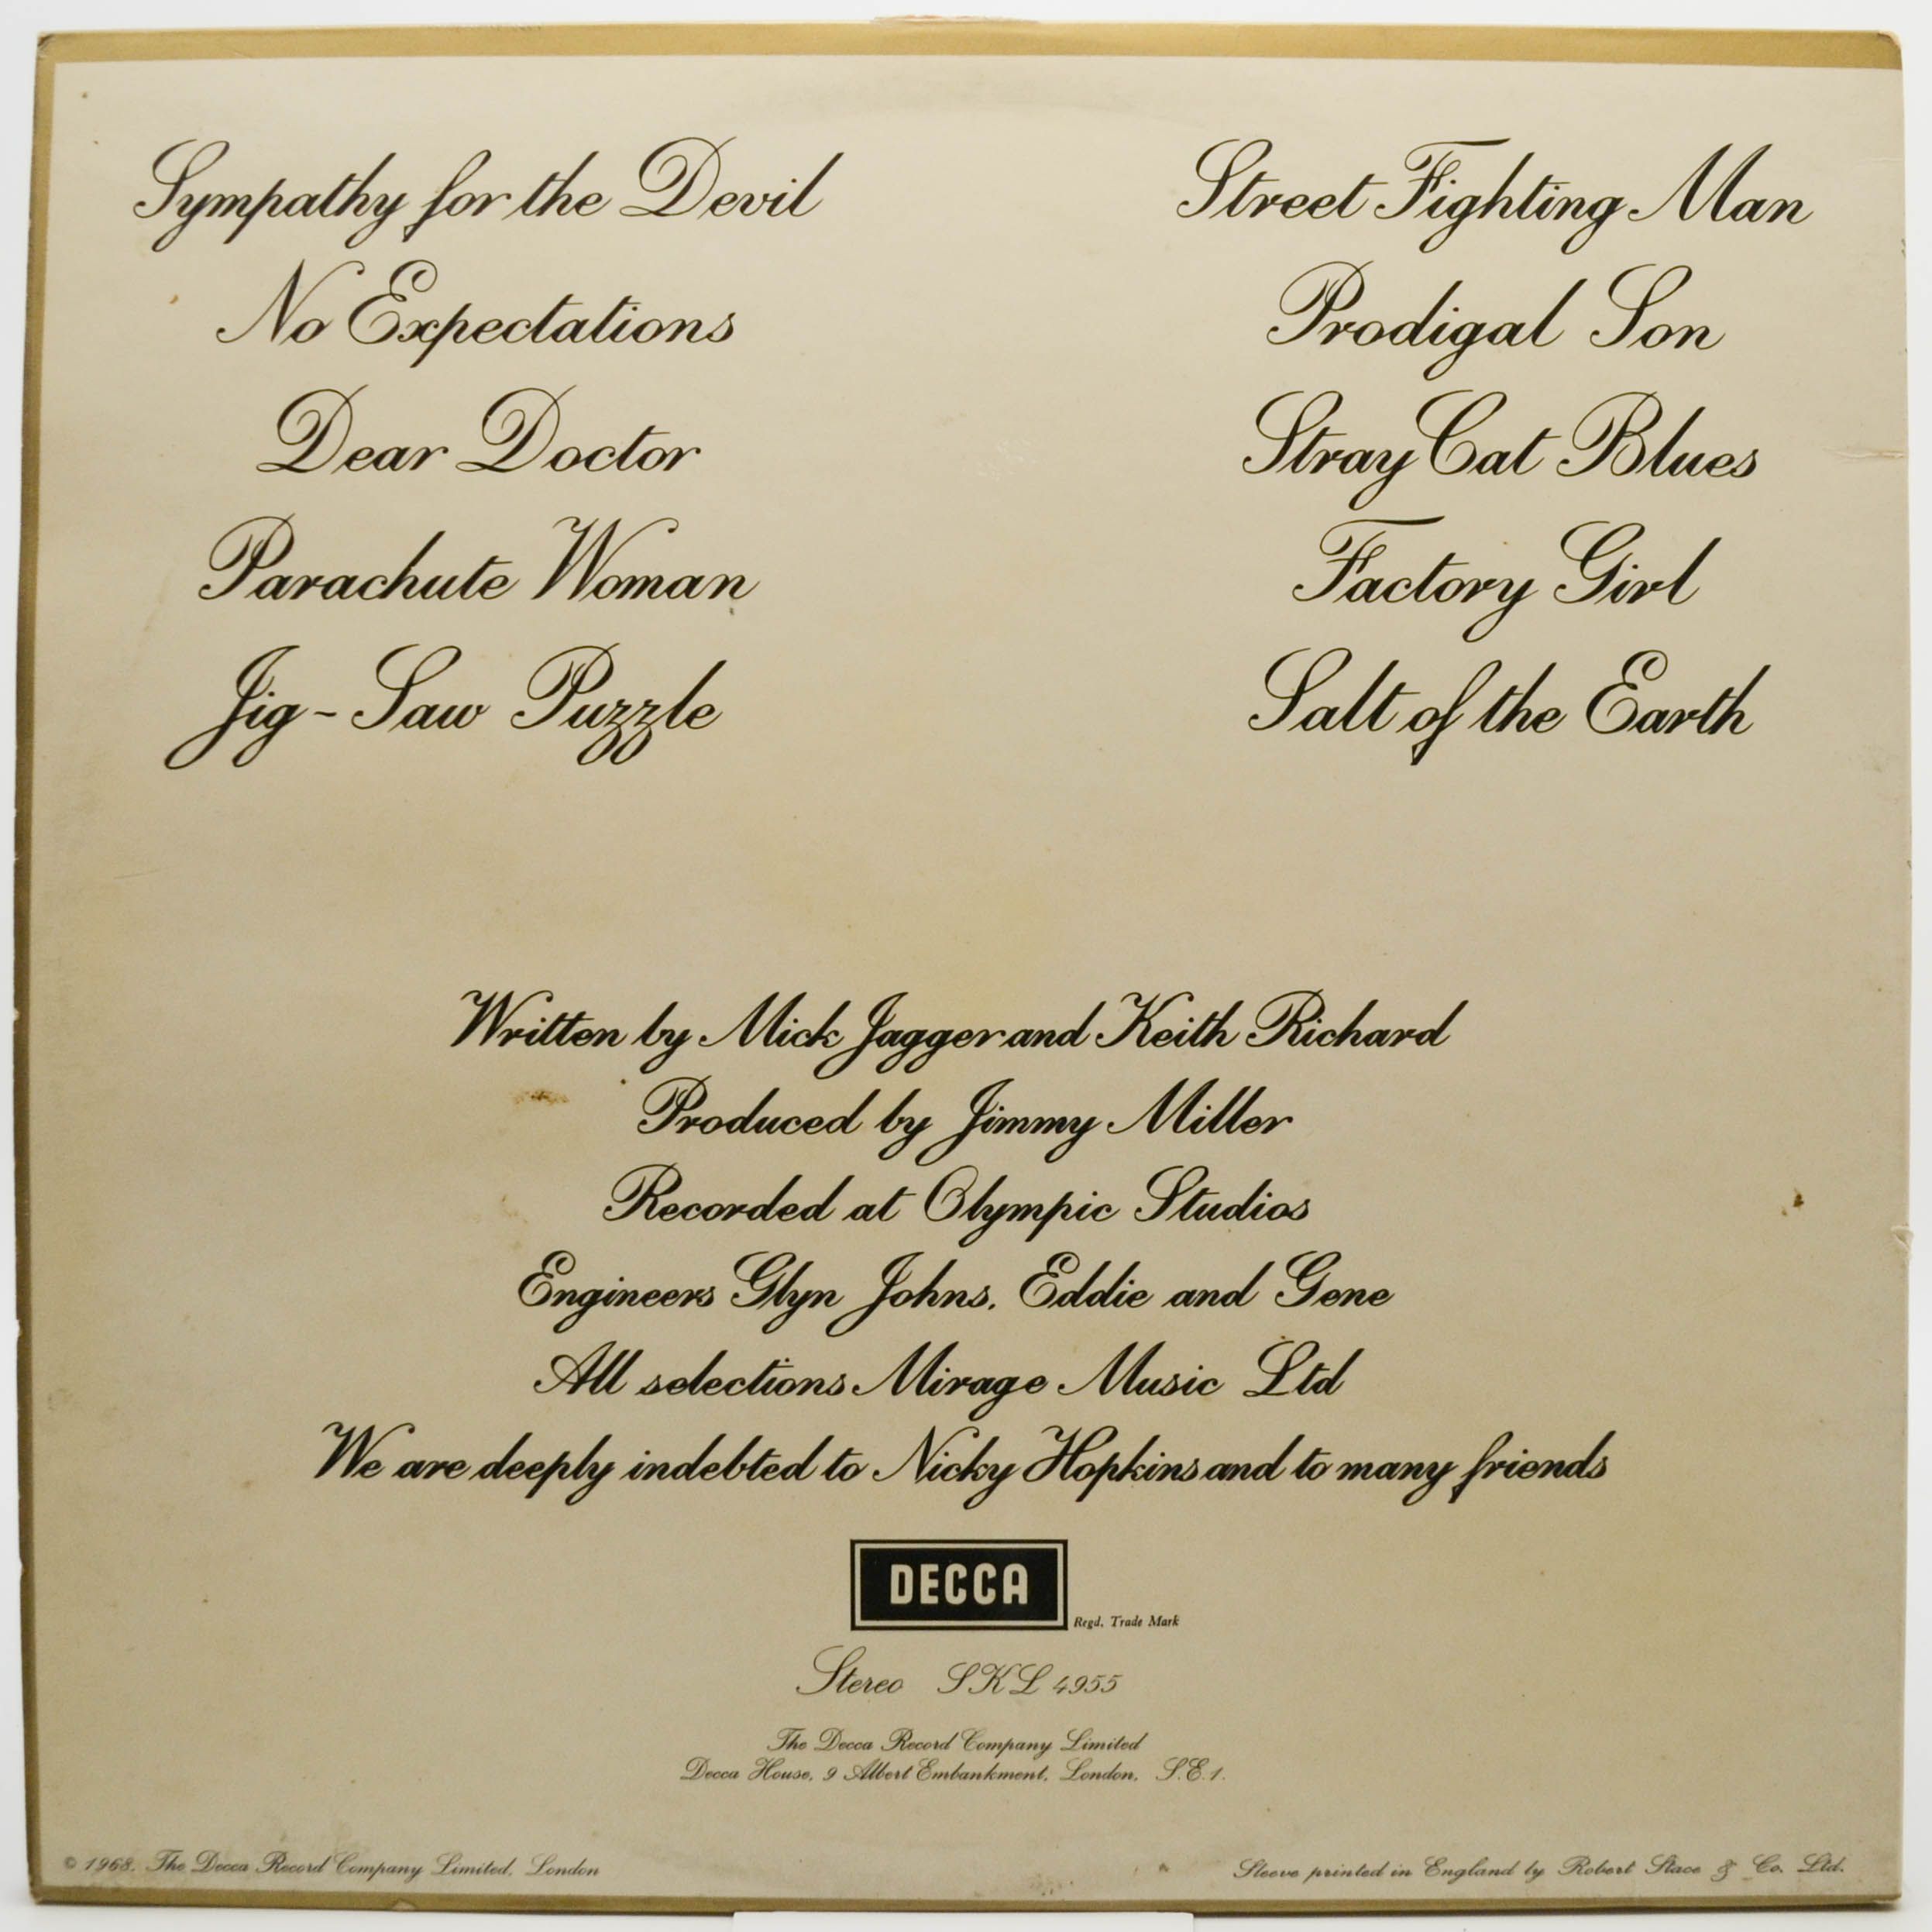 Sympathy for the Devil
No Expectations
Dear Doctor
Parachute Woman
Jig-Saw Puzzle
Street Fighting Man
Prodigal Son
Stray Cat Blues
Factory Girl
Salt of the Earth
Written by Mick Jagger and Keith Richard
Produced by Jimmy Miller
Recorded at Olympic Studios
Engineers Glyn Johns, Eddie and Gene
All selections Mirage Music Ltd
We are deeply indebted to Nicky Hopkins and to many friends
DECCA
Regd. Trade Mark
Stereo SKL 4955
The Decca Record Company Limited
Decca House, 9 Albert Embankment, London, S.E.1.
© 1968. The Decca Record Company Limited, London
Sleeve printed in England by Robert Stace & Co. Ltd.